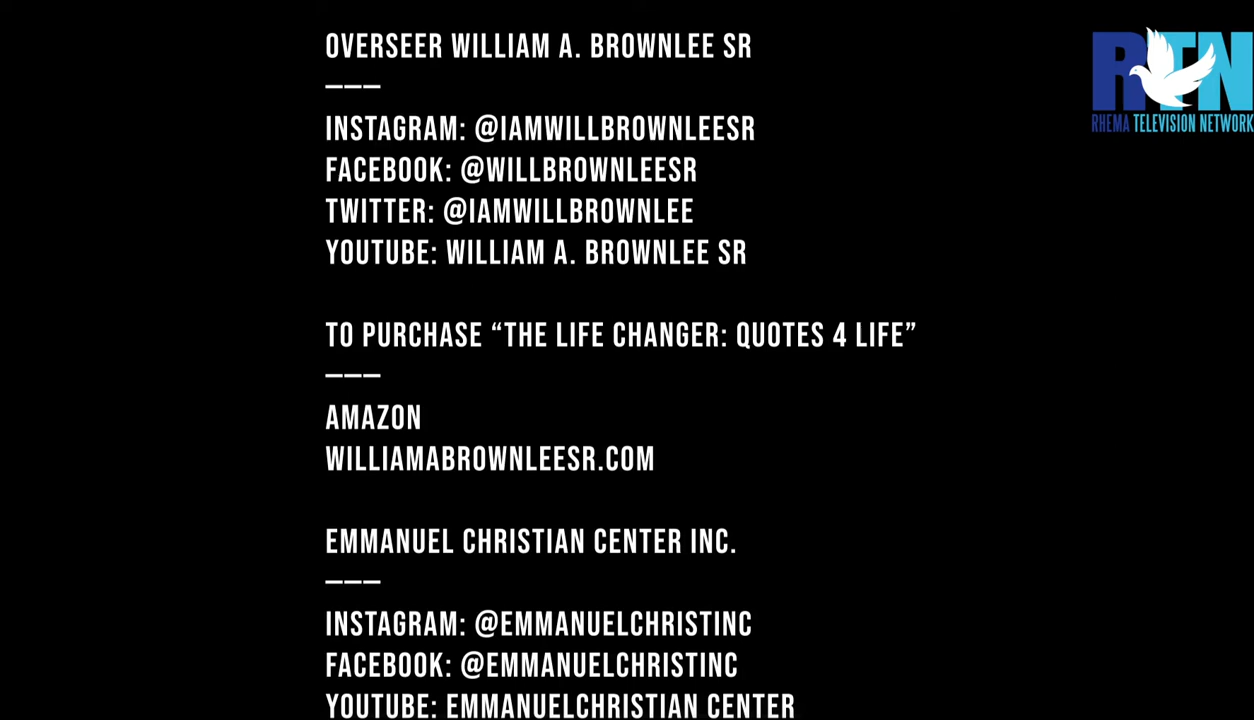 OVERSEER WILLIAM A. BROWNLEE SR
———
INSTAGRAM: @IAMWILLBROWNLEESR
FACEBOOK: @WILLBROWNLEESR
TWITTER: @IAMWILLBROWNLEE
YOUTUBE: WILLIAM A. BROWNLEE SR
TO PURCHASE “THE LIFE CHANGER: QUOTES 4 LIFE”
———
AMAZON
WILLIAMABROWNLEESR.COM
EMMANUEL CHRISTIAN CENTER INC.
———
INSTAGRAM: @EMMANUELCHRISTINC
FACEBOOK: @EMMANUELCHRISTINC
YOUTUBE: EMMANUELCHRISTIAN CENTER
RTN
RHEMA TELEVISION NETWORK